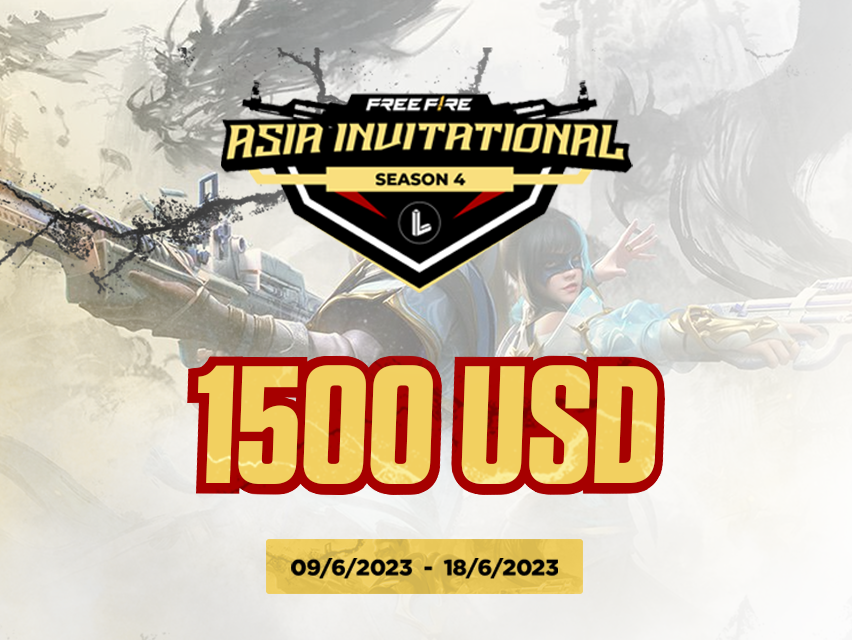 FREE FIRE
ASIA INVITATIONAL
SEASON 4
1500 USD
09/6/2023 - 18/6/2023